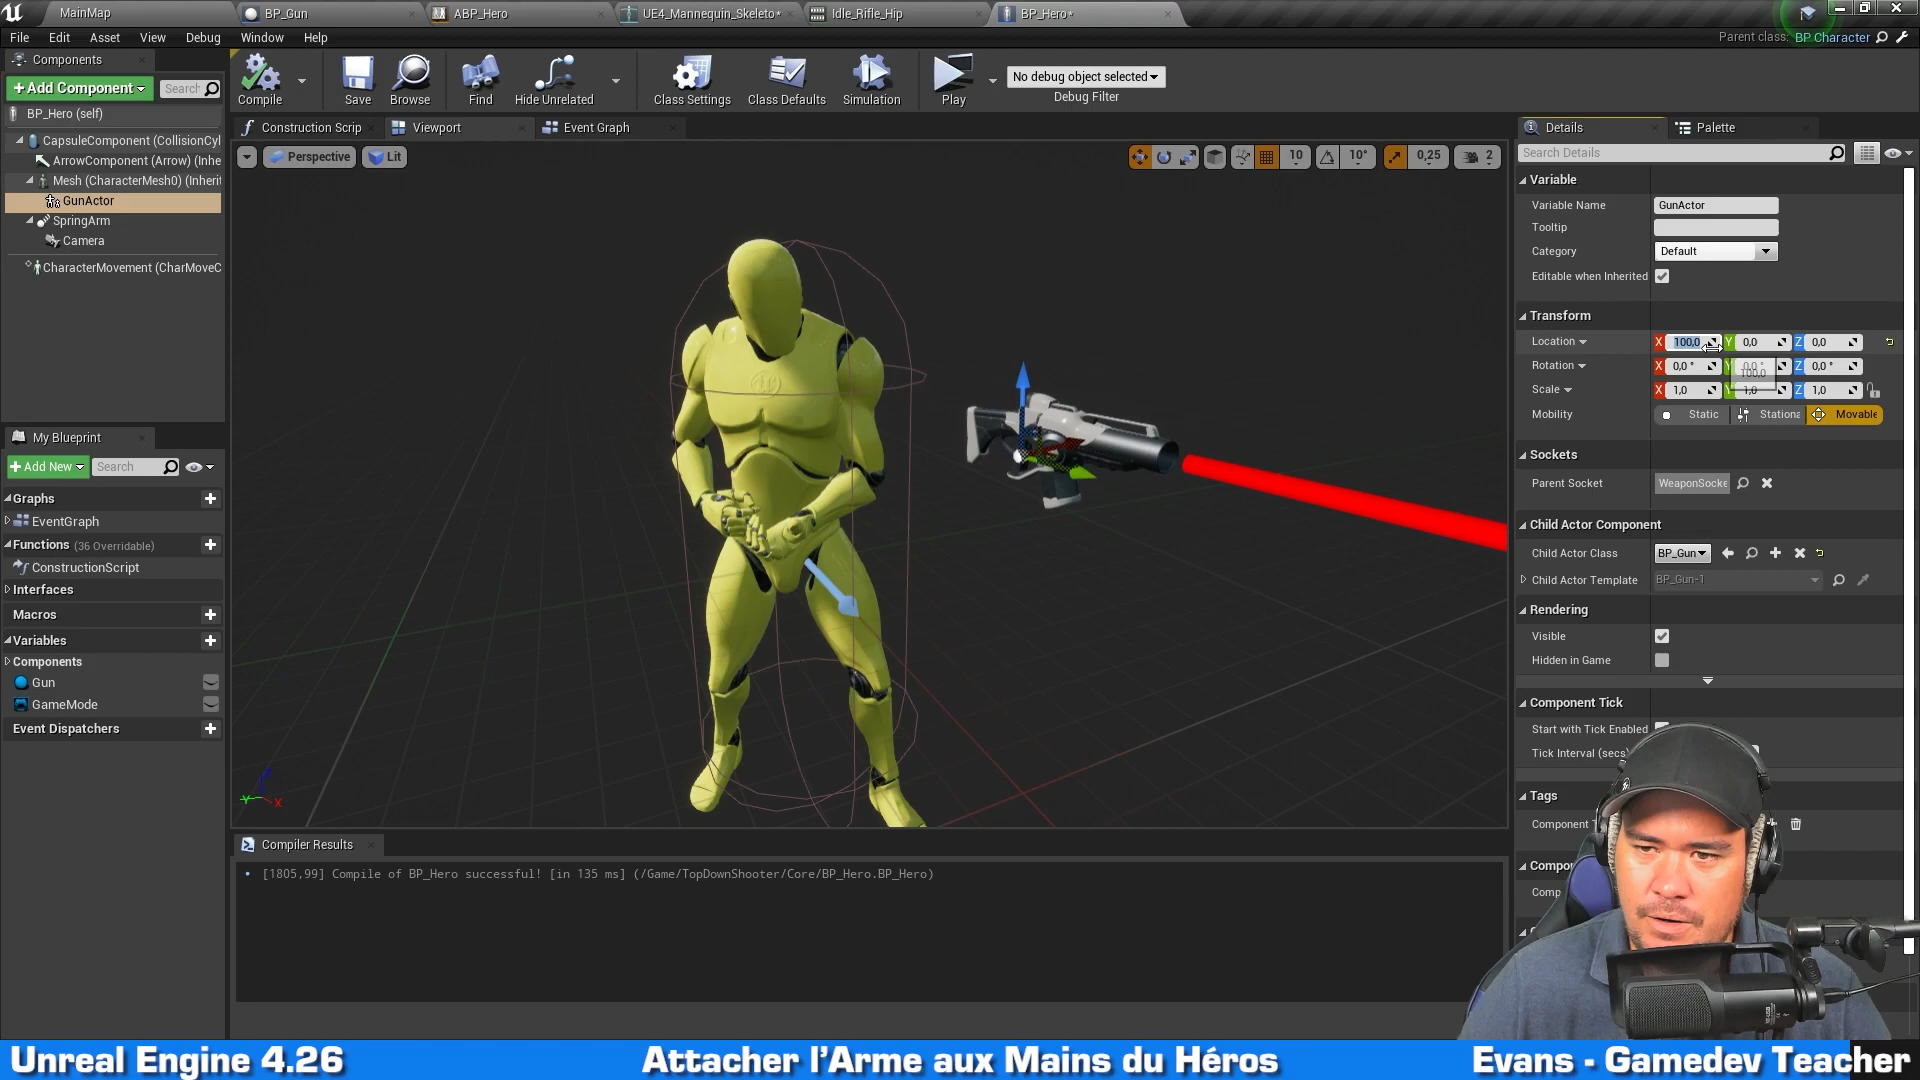 MainMap
BP_Gun
ABP_Hero
UE4_Mannequin_Skeleto*
Idle_Rifle_Hip
BP_Hero*
File Edit Asset View Debug Window Help
Parent class: BP Character
Components
+Add Component
Search
BP_Hero (self)
CapsuleComponent (CollisionCyl
ArrowComponent (Arrow) (Inhe
Mesh (CharacterMesh0) (Inherit
GunActor
SpringArm
Camera
CharacterMovement (CharMoveC
My Blueprint
+Add New
Search
Graphs
EventGraph
Functions (36 Overridable)
ConstructionScript
Interfaces
Macros
Variables
Components
Gun
GameMode
Event Dispatchers
Compile
Save
Browse
Find
Hide Unrelated
Class Settings
Class Defaults
Simulation
Play
No debug object selected
Debug Filter
Construction Scrip
Viewport
Event Graph
Perspective
Lit
10
10°
0,25
2
Compiler Results
[1805,99] Compile of BP_Hero successful! [in 135 ms] (/Game/TopDownShooter/Core/BP_Hero.BP_Hero)
Details
Palette
Search Details
Variable
Variable Name GunActor
Tooltip
Category Default
Editable when Inherited
Transform
Location X 100,0 Y 0,0 Z 0,0
Rotation X 0,0 ° Y 0,0 ° Z 0,0 °
100,0
Scale X 1,0 Y 1,0 Z 1,0
Mobility Static Stationa Movable
Sockets
Parent Socket WeaponSocke
Child Actor Component
Child Actor Class BP_Gun
Child Actor Template BP_Gun-1
Rendering
Visible
Hidden in Game
Component Tick
Start with Tick Enabled
Tick Interval (secs)
Tags
Component T
Compo
Comp
Unreal Engine 4.26
Attacher l'Arme aux Mains du Héros
Evans - Gamedev Teacher